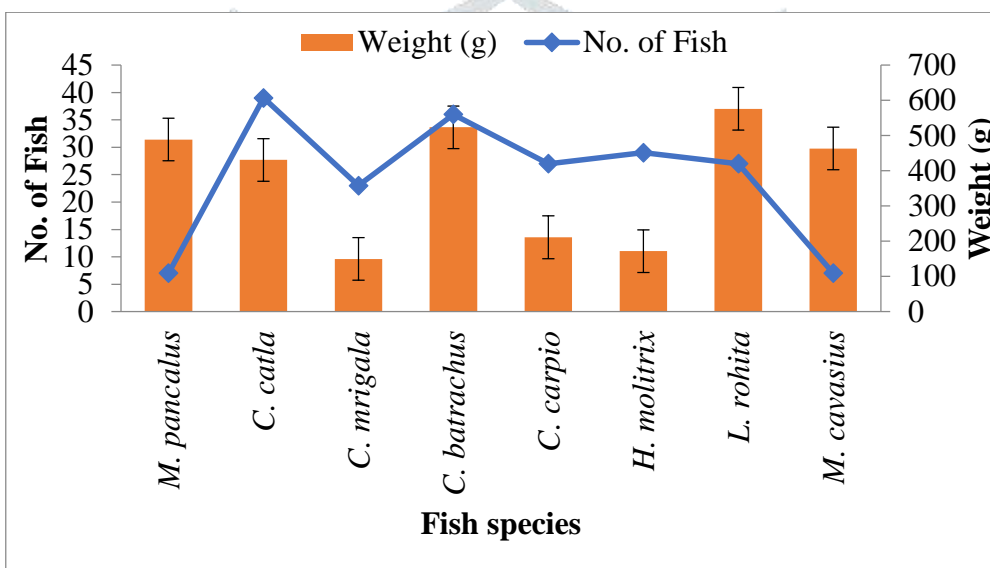 Weight (g) No. of Fish
No. of Fish
45
40
35
30
25
20
15
10
5
0
700
600
500
400
300
200
100
0
Weight (g)
M. pancalus
C. catla
C. mrigala
C. batrachus
C. carpio
H. molitrix
L. rohita
M. cavasius
Fish species